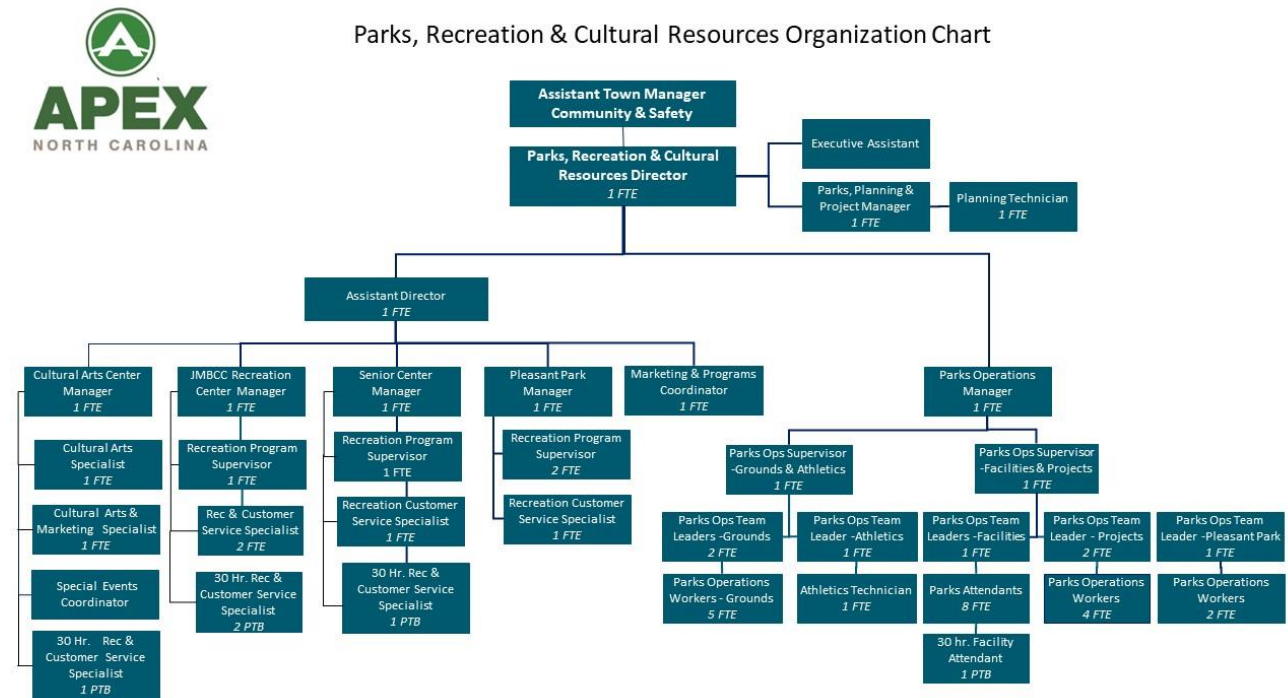 A
APEX
NORTH CAROLINA
Parks, Recreation & Cultural Resources Organization Chart
Assistant Town Manager
Community & Safety
Parks, Recreation & Cultural
Resources Director
1 FTE
Executive Assistant
Parks, Planning &
Project Manager
1 FTE
Planning Technician
1 FTE
Assistant Director
1 FTE
Cultural Arts Center
Manager
1 FTE
JMBCC Recreation
Center Manager
1 FTE
Senior Center
Manager
1 FTE
Pleasant Park
Manager
1 FTE
Marketing & Programs
Coordinator
1 FTE
Parks Operations
Manager
1 FTE
Cultural Arts
Specialist
1 FTE
Cultural Arts &
Marketing Specialist
1 FTE
Special Events
Coordinator
30 Hr. Rec &
Customer Service
Specialist
1 PTB
Recreation Program
Supervisor
1 FTE
Rec & Customer
Service Specialist
2 FTE
30 Hr. Rec &
Customer Service
Specialist
2 PTB
Recreation Program
Supervisor
1 FTE
Recreation Customer
Service Specialist
1 FTE
30 Hr. Rec &
Customer Service
Specialist
1 PTB
Recreation Program
Supervisor
2 FTE
Recreation Customer
Service Specialist
1 FTE
Parks Ops Supervisor
-Grounds & Athletics
1 FTE
Parks Ops Supervisor
-Facilities & Projects
1 FTE
Parks Ops Team
Leaders -Grounds
2 FTE
Parks Ops Team
Leader -Athletics
1 FTE
Parks Ops Team
Leaders -Facilities
1 FTE
Parks Ops Team
Leader - Projects
2 FTE
Parks Ops Team
Leader -Pleasant Park
1 FTE
Parks Operations
Workers - Grounds
5 FTE
Athletics Technician
1 FTE
Parks Attendants
8 FTE
Parks Operations
Workers
4 FTE
Parks Operations
Workers
2 FTE
30 hr. Facility
Attendant
1 PTB